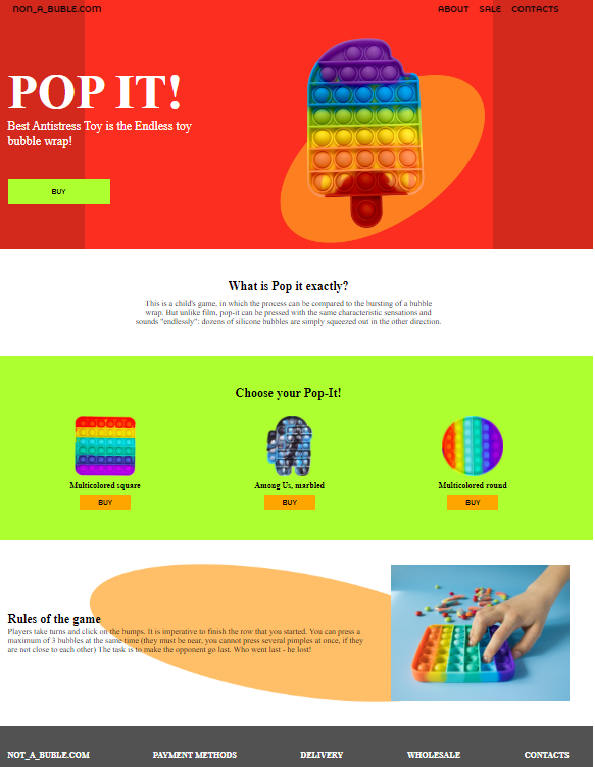 NON_A_BUBLE.COM
ABOUT SALE CONTACTS
POP IT!
Best Antistress Toy is the Endless toy
bubble wrap!
BUY
What is Pop it exactly?
This is a child's game, in which the process can be compared to the bursting of a bubble
wrap. But unlike film, pop-it can be pressed with the same characteristic sensations and
sounds "endlessly": dozens of silicone bubbles are simply squeezed out in the other direction.
Choose your Pop-It!
Multicolored square
Among Us, marbled
Multicolored round
BUY
BUY
BUY
Rules of the game
Players take turns and click on the bumps. It is imperative to finish the row that you started. You can press a
maximum of 3 bubbles at the same time (they must be near, you cannot press several pimples at once, if they
are not close to each other) The task is to make the opponent go last. Who went last - he lost!
NOT'_A_BUBLE.COM
PAYMENT METHODS
DELIVERY
WHOLESALE
CONTACTS